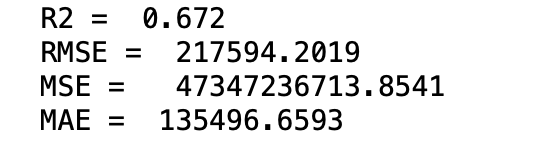 R2 =  0.672
RMSE =  217594.2019
MSE =   47347236713.8541
MAE =  135496.6593